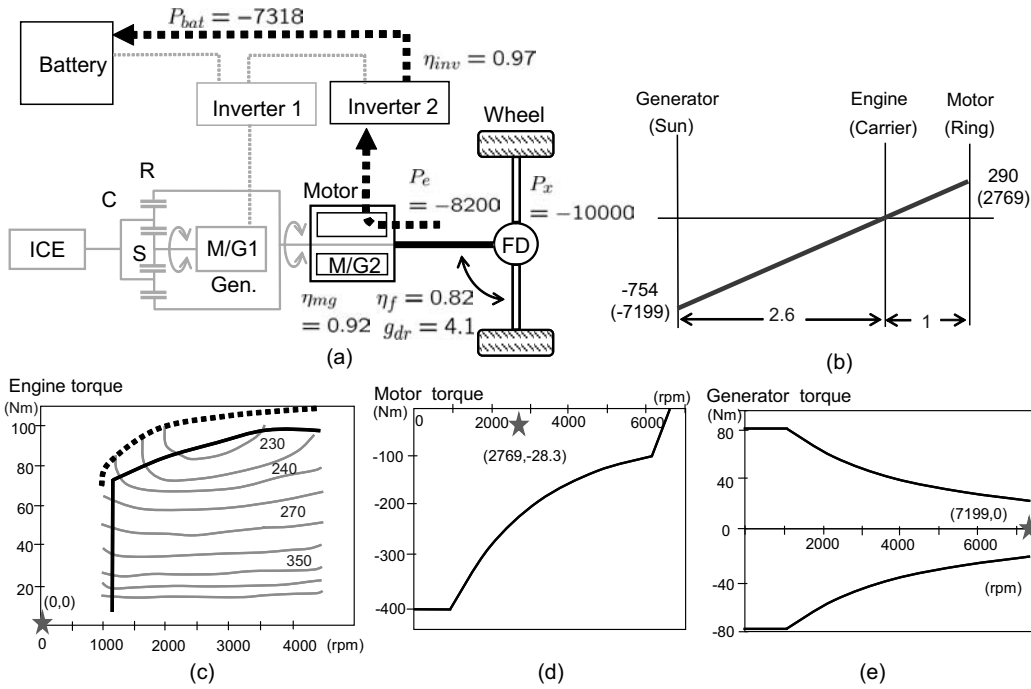 P_bat = −7318
Battery
η_inv = 0.97
Inverter 1
Inverter 2
Wheel
R
C
S
ICE
M/G1
Gen.
Motor
M/G2
P_e
= −8200
P_x
= −10000
FD
η_mg
= 0.92
η_f = 0.82
g_dr = 4.1
(a)
Generator
(Sun)
Engine
(Carrier)
Motor
(Ring)
290
(2769)
-754
(-7199)
2.6
1
(b)
Engine torque
(Nm)
100
80
60
40
20
230
240
270
350
(0,0)
0
1000
2000
3000
4000
(rpm)
(c)
Motor torque
(Nm)
(rpm)
0
2000
4000
6000
(2769,-28.3)
-100
-200
-300
-400
(d)
Generator torque
(Nm)
80
40
0
-40
-80
(7199,0)
2000
4000
6000
(rpm)
(e)